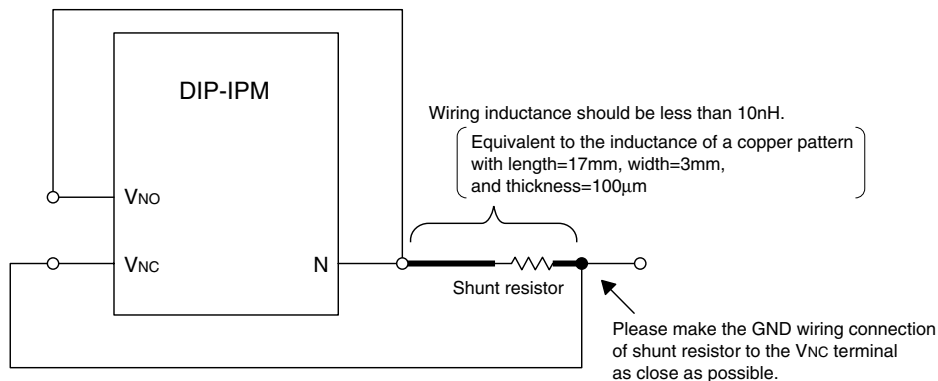 DIP-IPM
Wiring inductance should be less than 10nH.
Equivalent to the inductance of a copper pattern
with length=17mm, width=3mm,
and thickness=100μm
VNO
VNC
N
Shunt resistor
Please make the GND wiring connection
of shunt resistor to the VNC terminal
as close as possible.